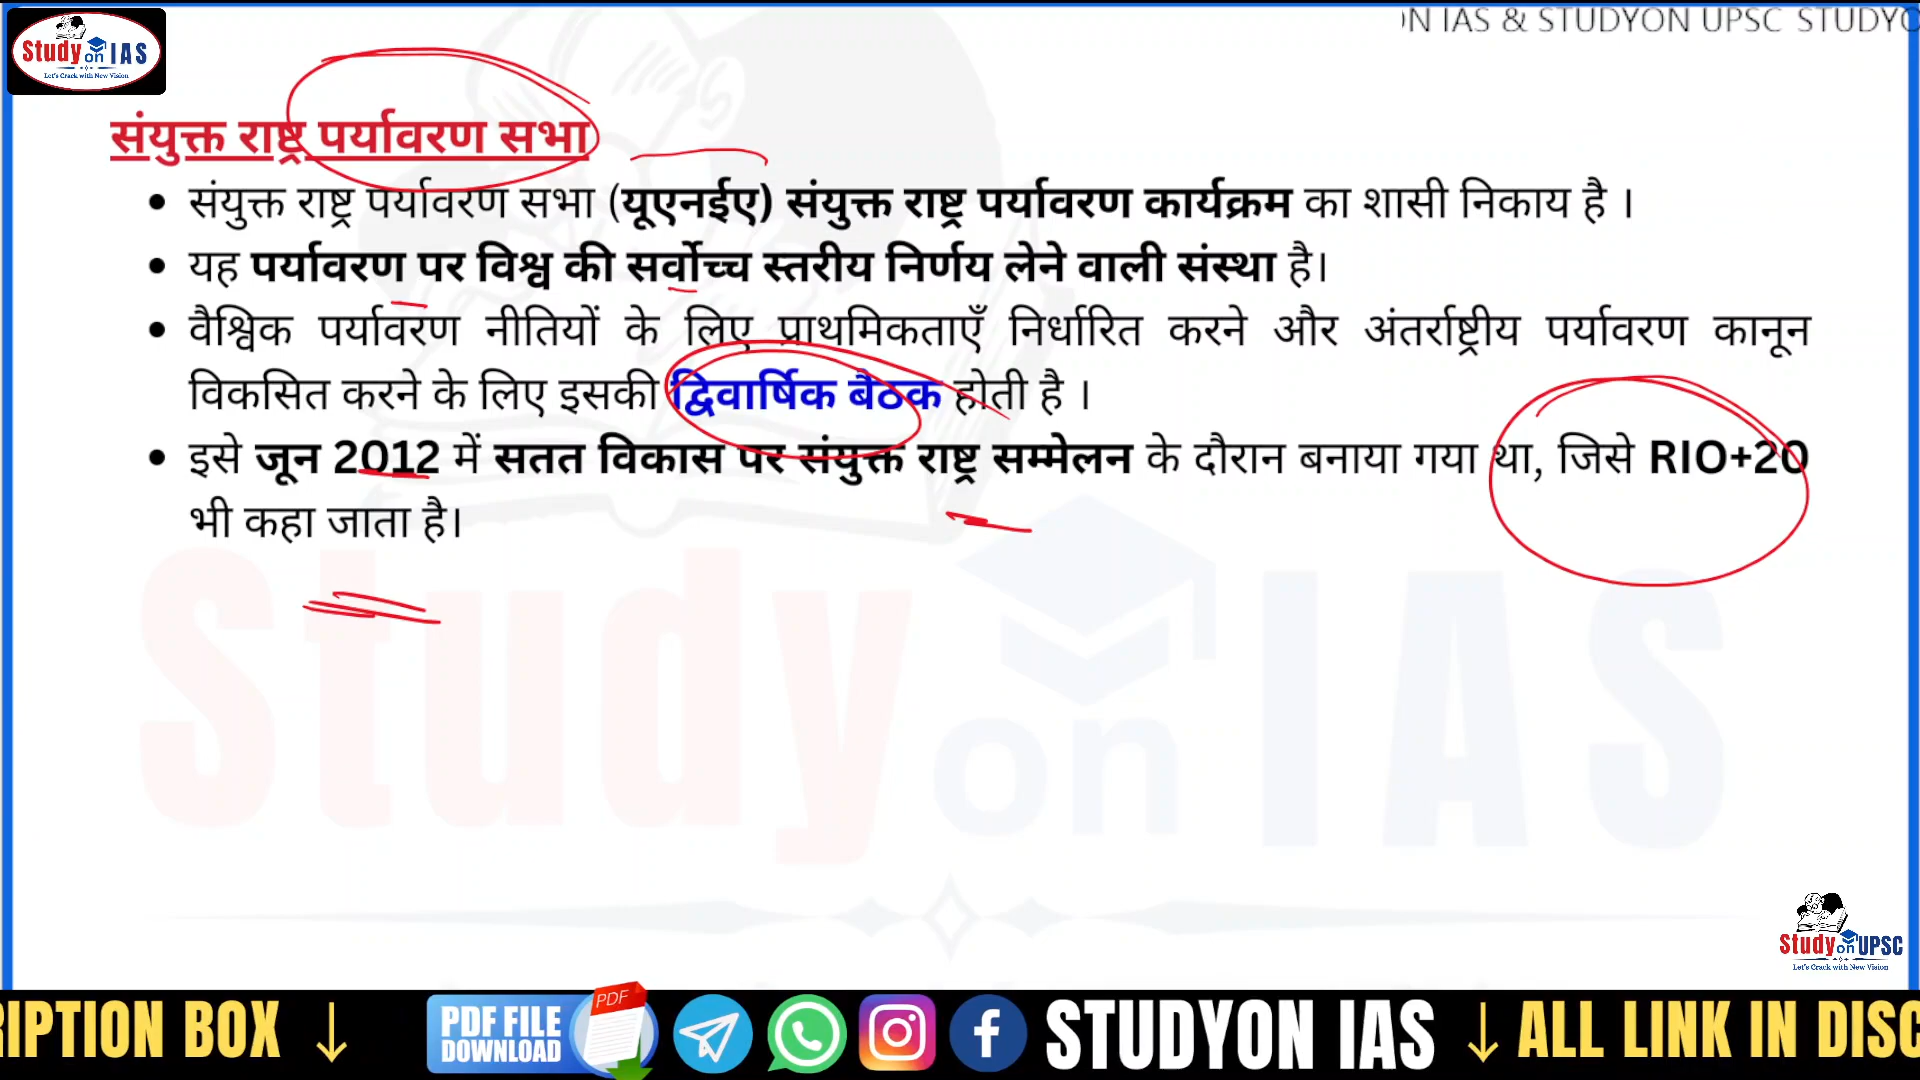 Study on IAS
Let's Crack with New Vision
N IAS & STUDYON UPSC STUDYO
संयुक्त राष्ट्र पर्यावरण सभा
• संयुक्त राष्ट्र पर्यावरण सभा (यूएनईए) संयुक्त राष्ट्र पर्यावरण कार्यक्रम का शासी निकाय है ।
• यह पर्यावरण पर विश्व की सर्वोच्च स्तरीय निर्णय लेने वाली संस्था है।
• वैश्विक पर्यावरण नीतियों के लिए प्राथमिकताएँ निर्धारित करने और अंतर्राष्ट्रीय पर्यावरण कानून
विकसित करने के लिए इसकी द्विवार्षिक बैठक होती है ।
• इसे जून 2012 में सतत विकास पर संयुक्त राष्ट्र सम्मेलन के दौरान बनाया गया था, जिसे RIO+20
भी कहा जाता है।
Study on IAS
Study on UPSC
Let's Crack with New Vision
RIPTION BOX ↓
PDF FILE
DOWNLOAD
PDF
STUDYON IAS
↓ ALL LINK IN DISC